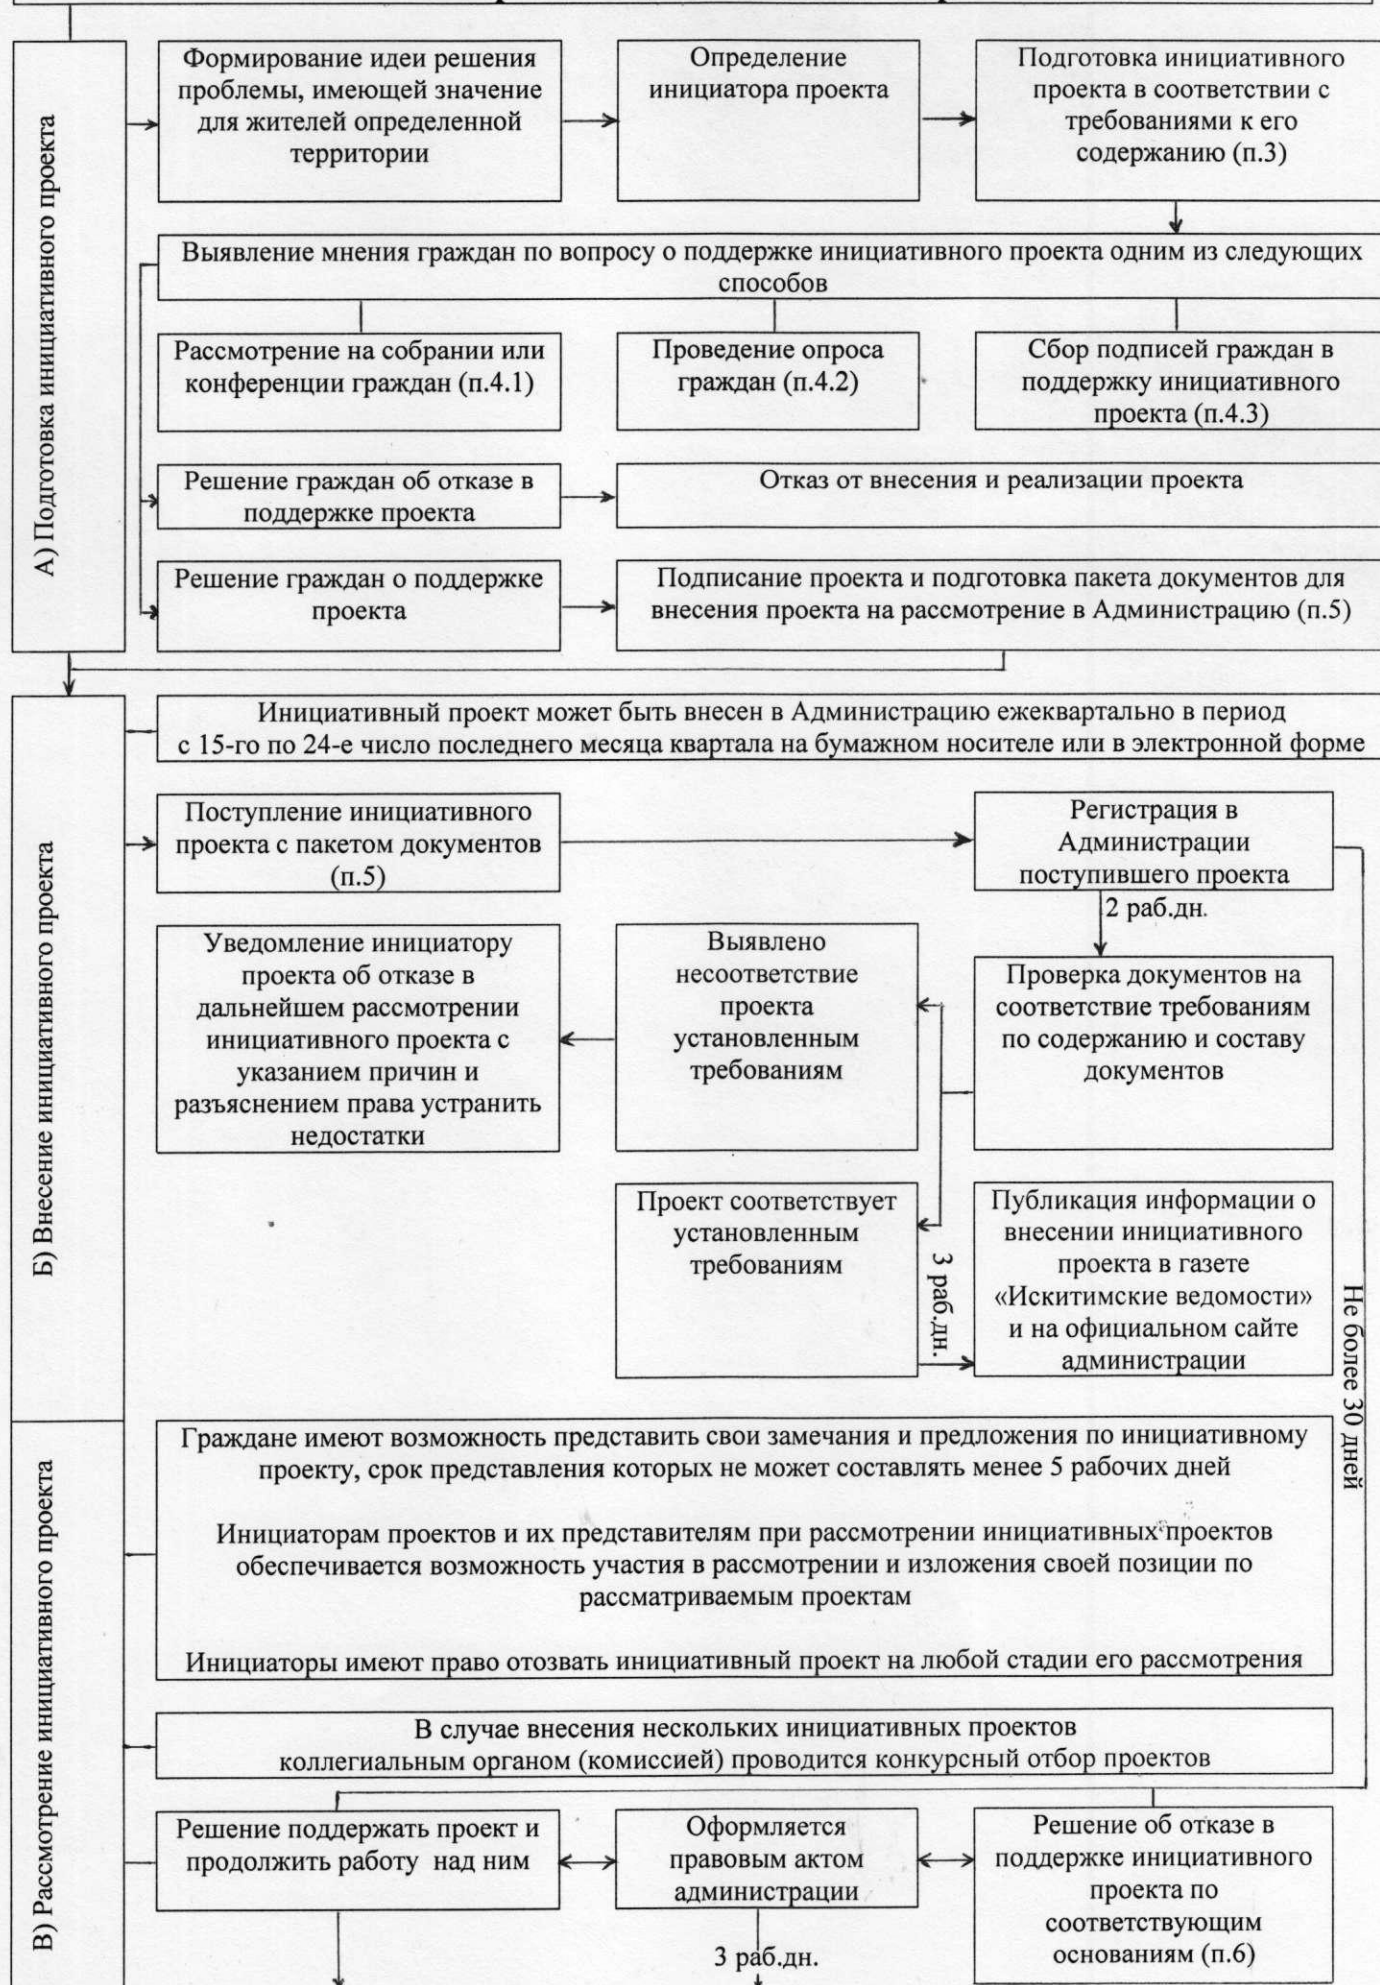 А) Подготовка инициативного проекта
Формирование идеи решения
проблемы, имеющей значение
для жителей определенной
территории
Определение
инициатора проекта
Подготовка инициативного
проекта в соответствии с
требованиями к его
содержанию (п.3)
Выявление мнения граждан по вопросу о поддержке инициативного проекта одним из следующих
способов
Рассмотрение на собрании или
конференции граждан (п.4.1)
Проведение опроса
граждан (п.4.2)
Сбор подписей граждан в
поддержку инициативного
проекта (п.4.3)
Решение граждан об отказе в
поддержке проекта
Отказ от внесения и реализации проекта
Решение граждан о поддержке
проекта
Подписание проекта и подготовка пакета документов для
внесения проекта на рассмотрение в Администрацию (п.5)
Б) Внесение инициативного проекта
Инициативный проект может быть внесен в Администрацию ежеквартально в период
с 15-го по 24-е число последнего месяца квартала на бумажном носителе или в электронной форме
Поступление инициативного
проекта с пакетом документов
(п.5)
Регистрация в
Администрации
поступившего проекта
2 раб.дн.
Уведомление инициатору
проекта об отказе в
дальнейшем рассмотрении
инициативного проекта с
указанием причин и
разъяснением права устранить
недостатки
Выявлено
несоответствие
проекта
установленным
требованиям
Проверка документов на
соответствие требованиям
по содержанию и составу
документов
Проект соответствует
установленным
требованиям
3 раб.дн.
Публикация информации о
внесении инициативного
проекта в газете
«Искитимские ведомости»
и на официальном сайте
администрации
Не более 30 дней
В) Рассмотрение инициативного проекта
Граждане имеют возможность представить свои замечания и предложения по инициативному
проекту, срок представления которых не может составлять менее 5 рабочих дней
Инициаторам проектов и их представителям при рассмотрении инициативных проектов
обеспечивается возможность участия в рассмотрении и изложения своей позиции по
рассматриваемым проектам
Инициаторы имеют право отозвать инициативный проект на любой стадии его рассмотрения
В случае внесения нескольких инициативных проектов
коллегиальным органом (комиссией) проводится конкурсный отбор проектов
Решение поддержать проект и
продолжить работу над ним
Оформляется
правовым актом
администрации
Решение об отказе в
поддержке инициативного
проекта по
соответствующим
основаниям (п.6)
3 раб.дн.